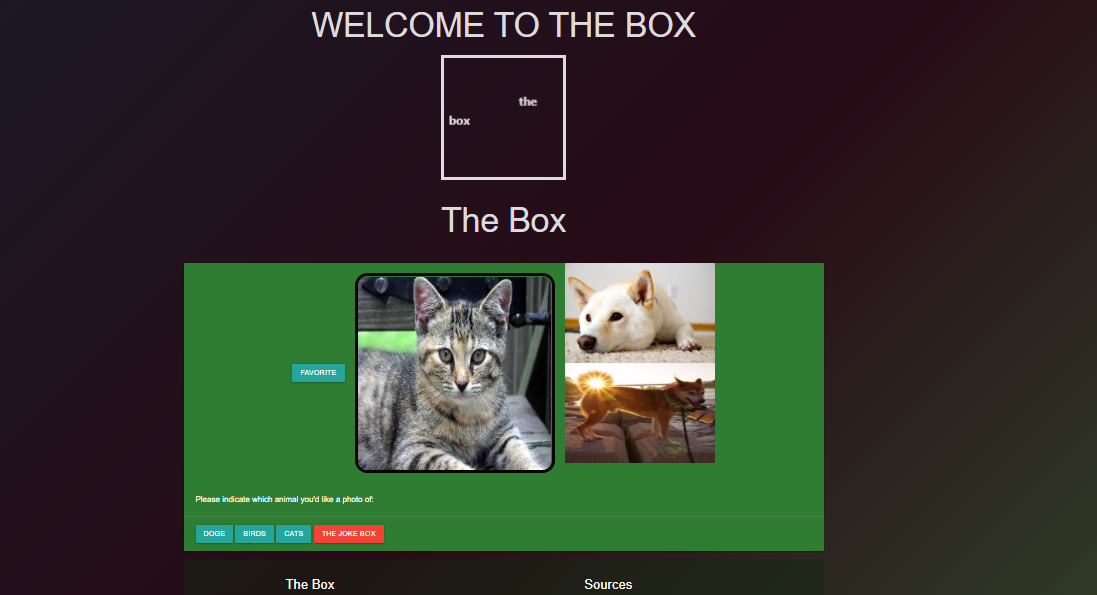 WELCOME TO THE BOX
the
box
The Box
FAVORITE
Please indicate which animal you'd like a photo of:
DOGE BIRDS CATS THE JOKE BOX
The Box Sources